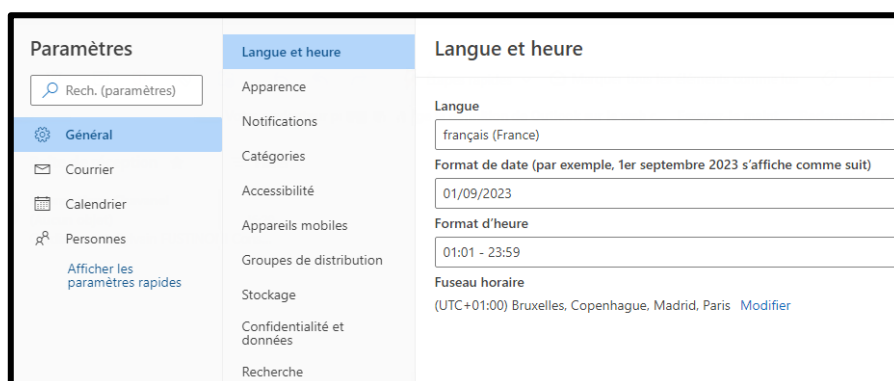 Paramètres
Rech. (paramètres)
Général
Courrier
Calendrier
Personnes
Afficher les
paramètres rapides
Langue et heure
Apparence
Notifications
Catégories
Accessibilité
Appareils mobiles
Groupes de distribution
Stockage
Confidentialité et
données
Recherche
Langue et heure
Langue
français (France)
Format de date (par exemple, 1er septembre 2023 s’affiche comme suit)
01/09/2023
Format d’heure
01:01 - 23:59
Fuseau horaire
(UTC+01:00) Bruxelles, Copenhague, Madrid, Paris Modifier